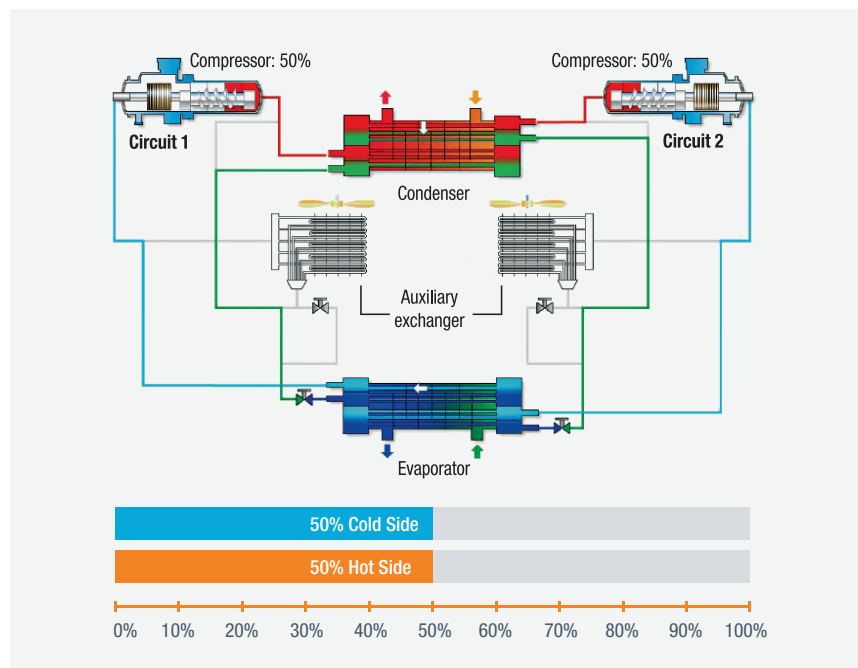 Compressor: 50%
Compressor: 50%
Circuit 1
Circuit 2
Condenser
Auxiliary
exchanger
Evaporator
50% Cold Side
50% Hot Side
0% 10% 20% 30% 40% 50% 60% 70% 80% 90% 100%